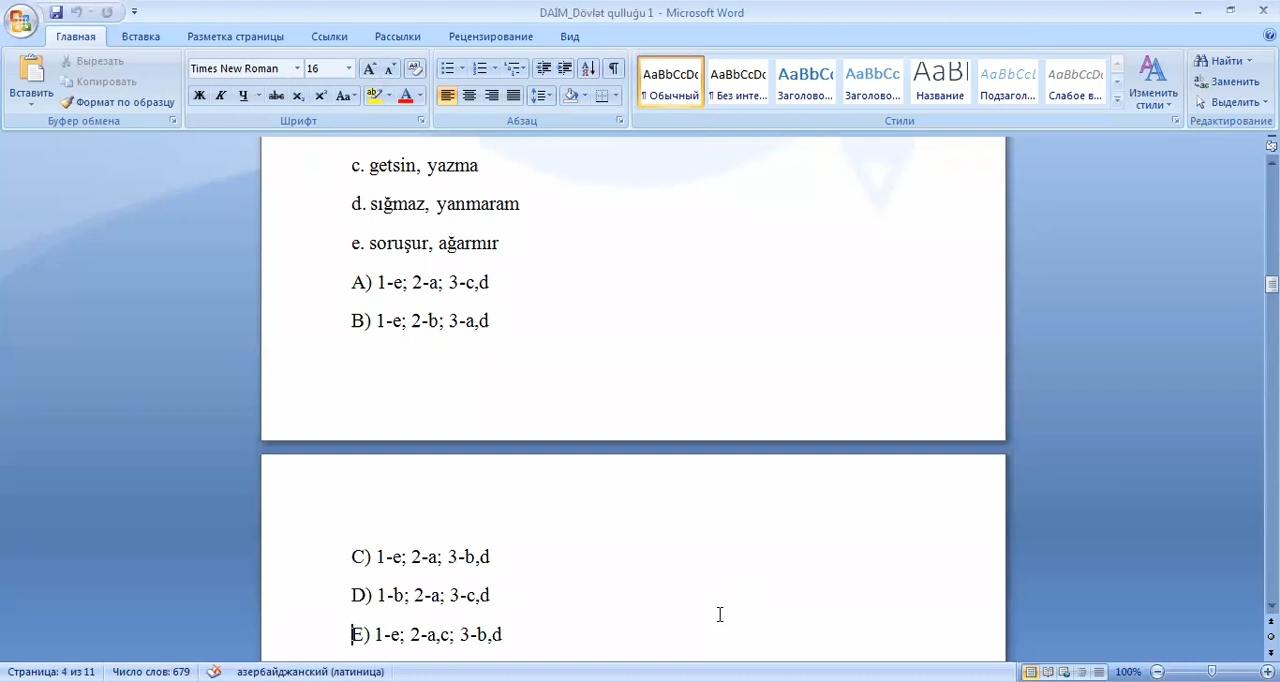 DAİM_Dövlət qulluğu 1 - Microsoft Word
Главная Вставка Разметка страницы Ссылки Рассылки Рецензирование Вид
Вставить
Вырезать
Копировать
Формат по образцу
Буфер обмена
Times New Roman 16
Ж К Ч abc x₂ x² Aa
Шрифт
Абзац
AaBbCcDc AaBbCcDc AaBbCc AaBbCc AaBl AaBbCcL AaBbCcDc
¶ Обычный ¶ Без инте... Заголово... Заголово... Название Подзагол... Слабое в...
Изменить стили
Стили
Найти
Заменить
Выделить
Редактирование
c. getsin, yazma
d. sığmaz, yanmaram
e. soruşur, ağarmır
A) 1-e; 2-a; 3-c,d
B) 1-e; 2-b; 3-a,d
C) 1-e; 2-a; 3-b,d
D) 1-b; 2-a; 3-c,d
E) 1-e; 2-a,c; 3-b,d
Страница: 4 из 11 Число слов: 679 азербайджанский (латиница) 100%